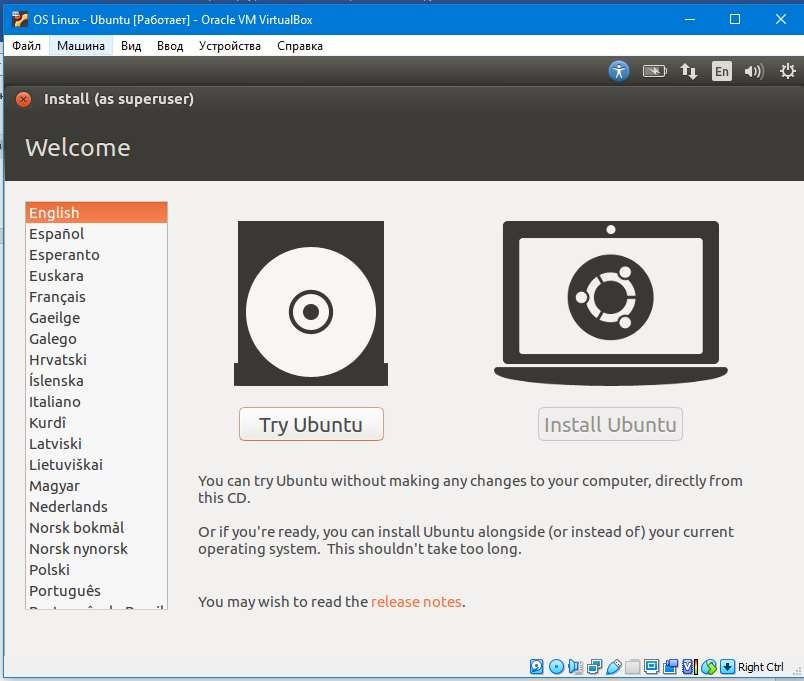 OS Linux - Ubuntu [Работает] - Oracle VM VirtualBox
Файл Машина Вид Ввод Устройства Справка
En
Install (as superuser)
Welcome
English
Español
Esperanto
Euskara
Français
Gaeilge
Galego
Hrvatski
Íslenska
Italiano
Kurdî
Latviski
Lietuviškai
Magyar
Nederlands
Norsk bokmål
Norsk nynorsk
Polski
Português
Try Ubuntu
Install Ubuntu
You can try Ubuntu without making any changes to your computer, directly from
this CD.
Or if you're ready, you can install Ubuntu alongside (or instead of) your current
operating system. This shouldn't take too long.
You may wish to read the release notes.
Right Ctrl